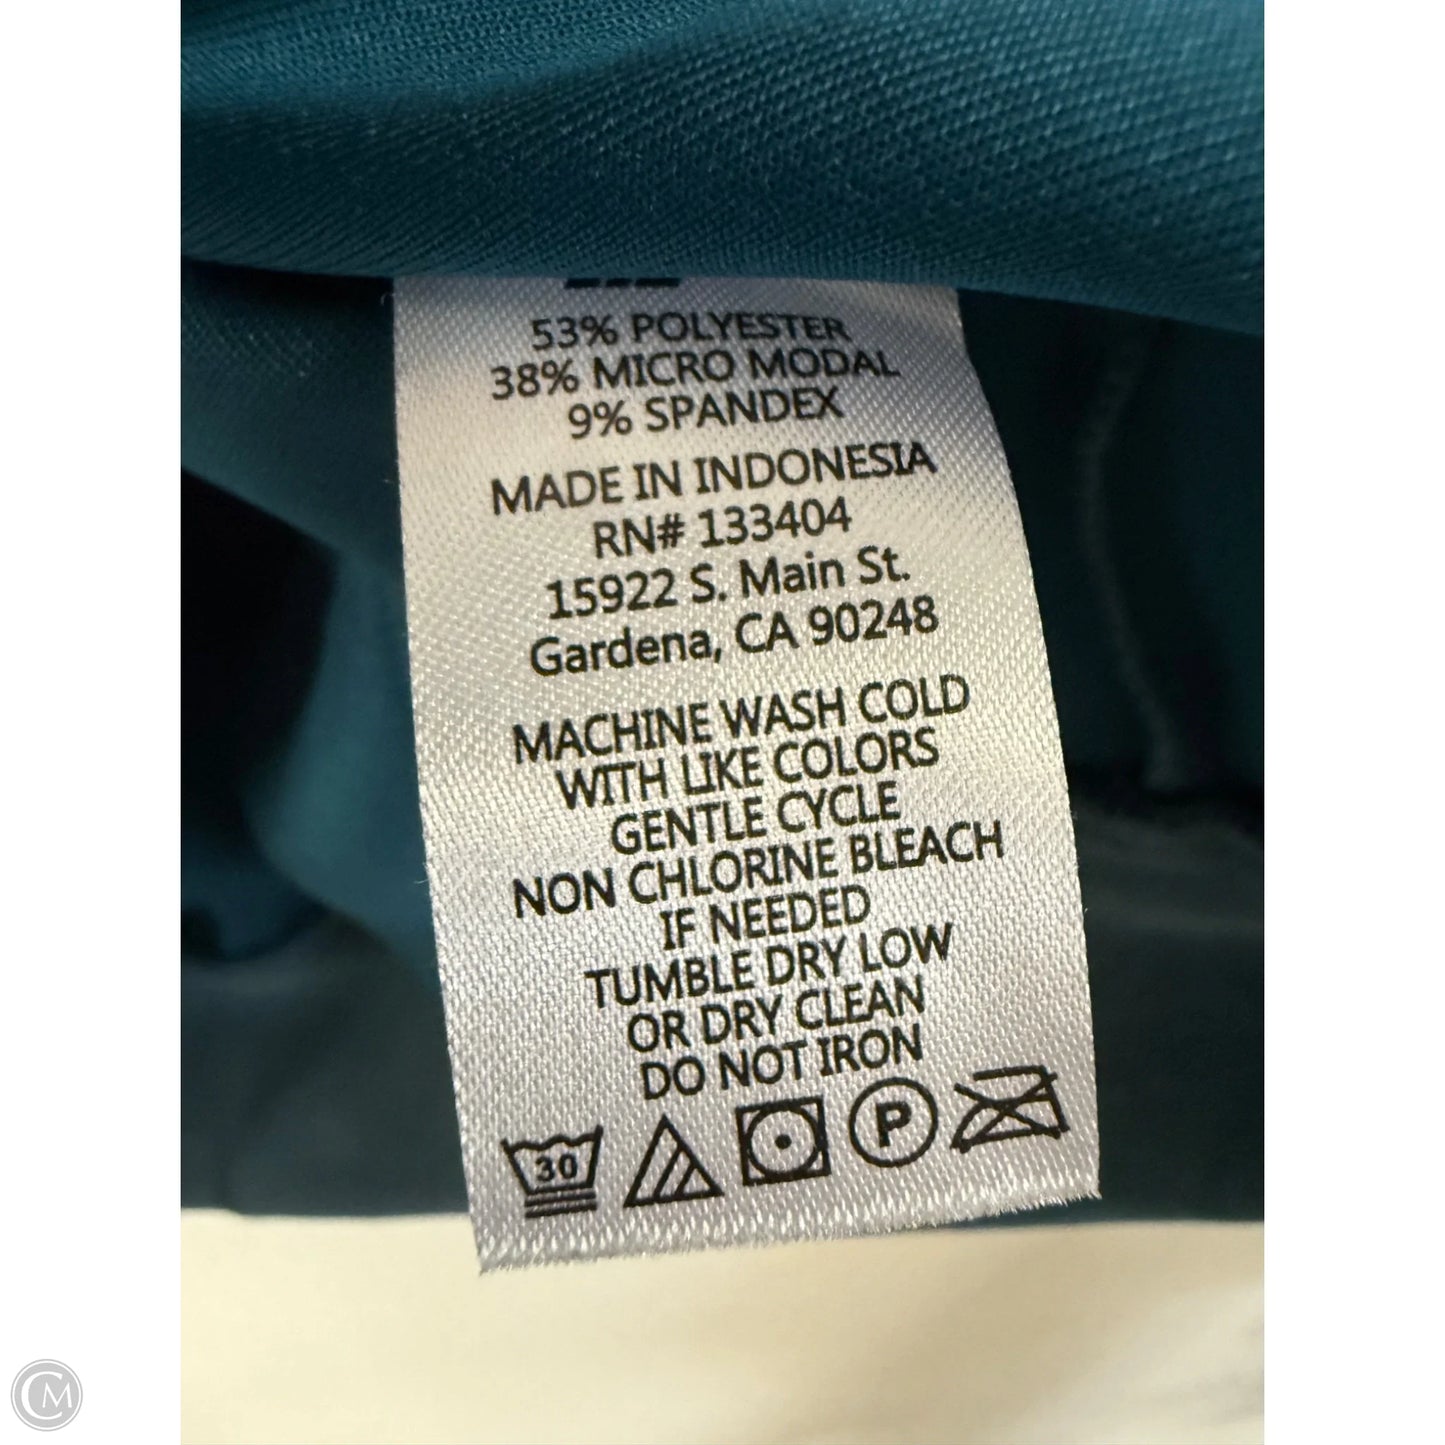 53% POLYESTER
38% MICRO MODAL
9% SPANDEX
MADE IN INDONESIA
RN# 133404
15922 S. Main St.
Gardena, CA 90248
MACHINE WASH COLD
WITH LIKE COLORS
GENTLE CYCLE
NON CHLORINE BLEACH
IF NEEDED
TUMBLE DRY LOW
OR DRY CLEAN
DO NOT IRON
30 P
CM